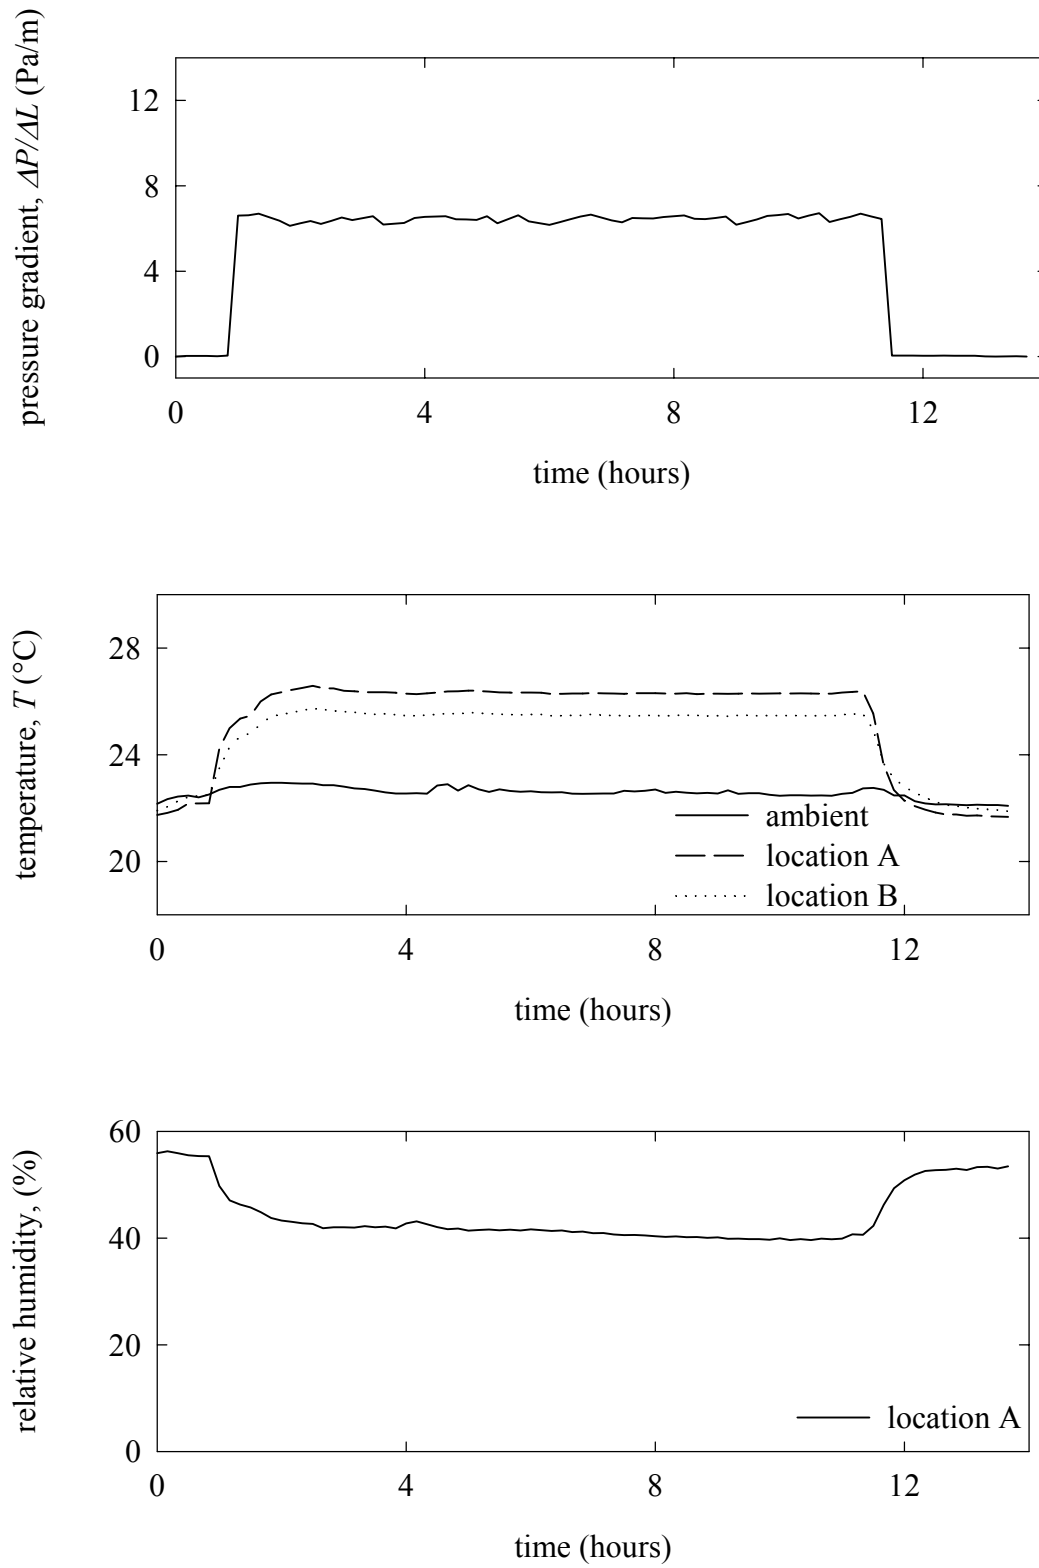 pressure gradient, ΔP/ΔL (Pa/m)
12
8
4
0
0 4 8 12
time (hours)
temperature, T (°C)
28
24
20
ambient
location A
location B
0 4 8 12
time (hours)
relative humidity, (%)
60
40
20
0
location A
0 4 8 12
time (hours)